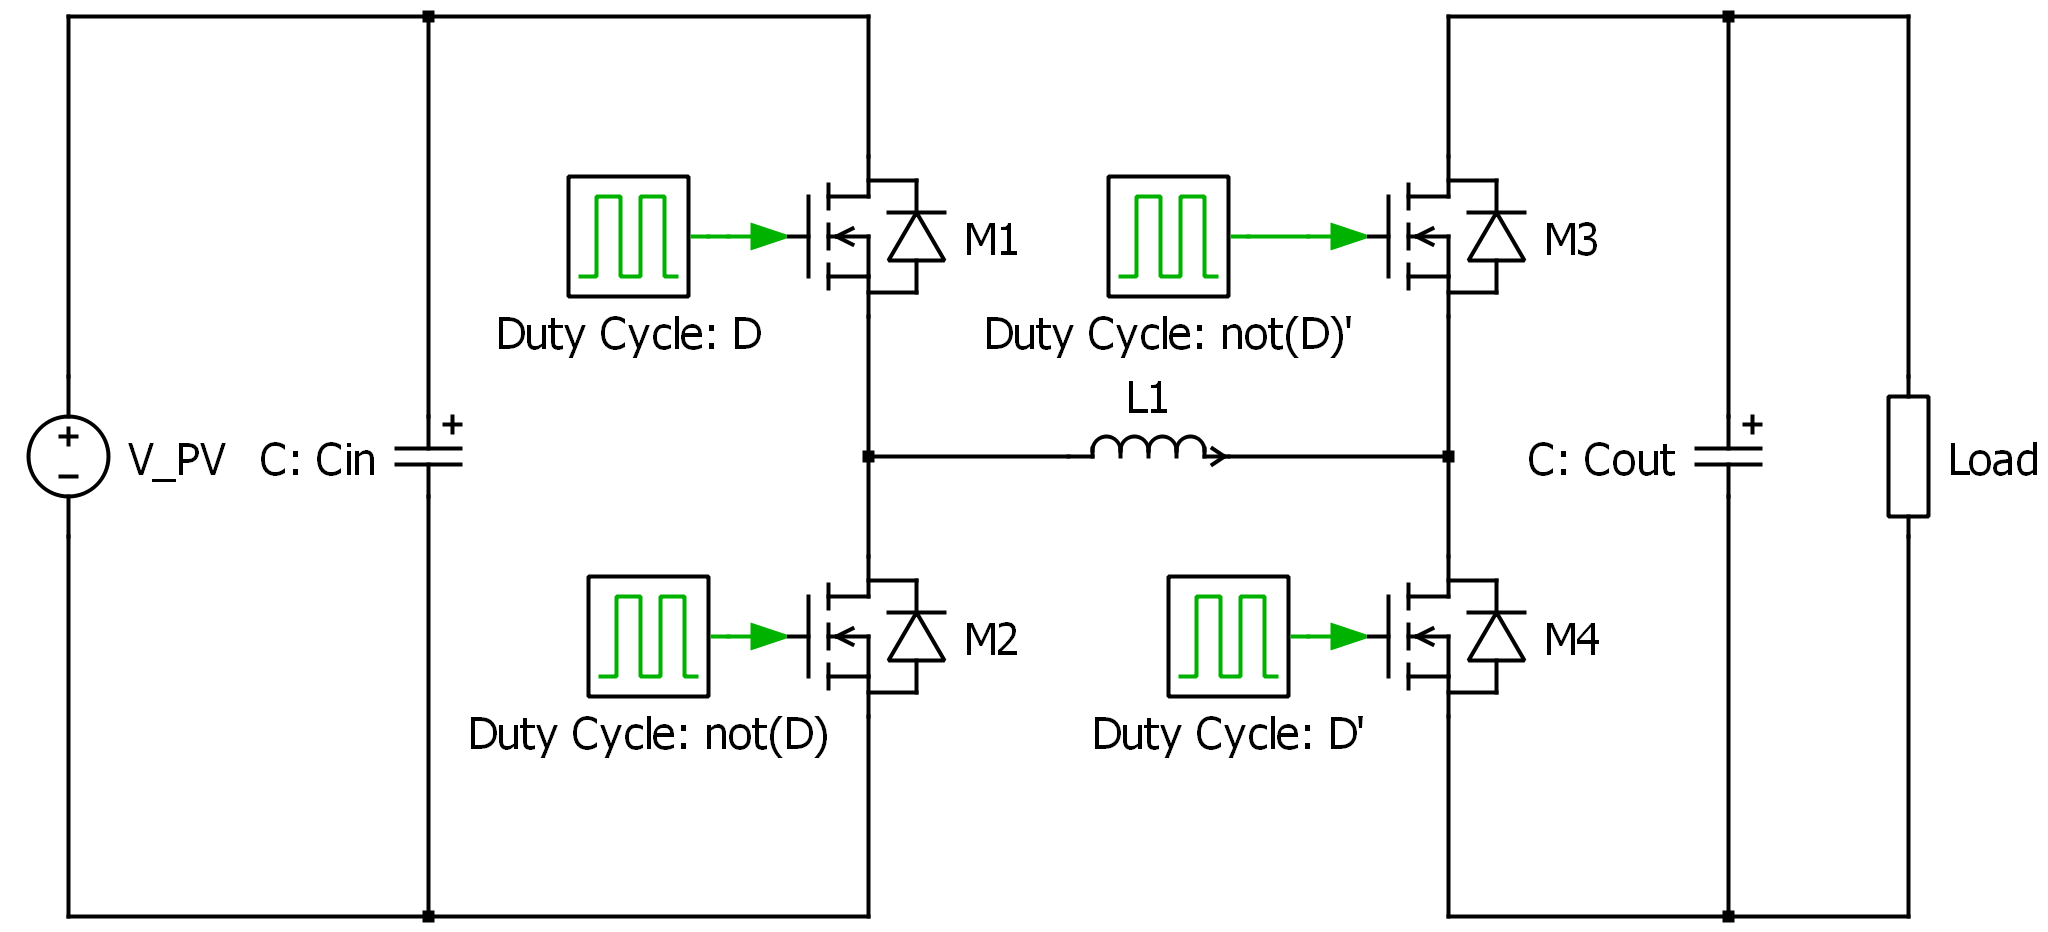 M1
M3
Duty Cycle: D
Duty Cycle: not(D)'
L1
+
+
+
−
V_PV
C: Cin
C: Cout
Load
M2
M4
Duty Cycle: not(D)
Duty Cycle: D'